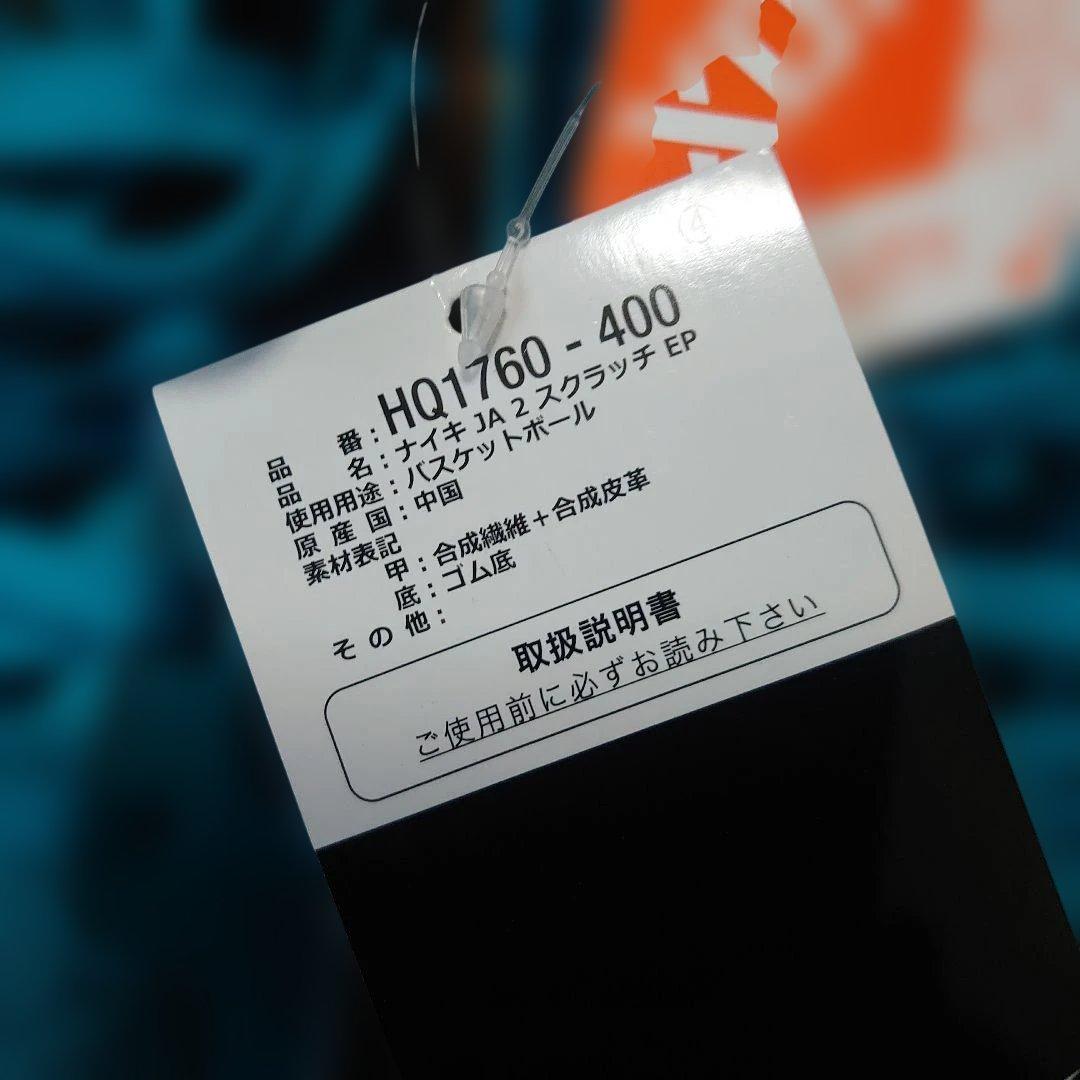 ④
品番：HQ1760 - 400
品名：ナイキ JA 2 スクラッチ EP
使用用途：バスケットボール
原産国：中国
素材表記
甲：合成繊維＋合成皮革
底：ゴム底
その他：
取扱説明書
ご使用前に必ずお読み下さい